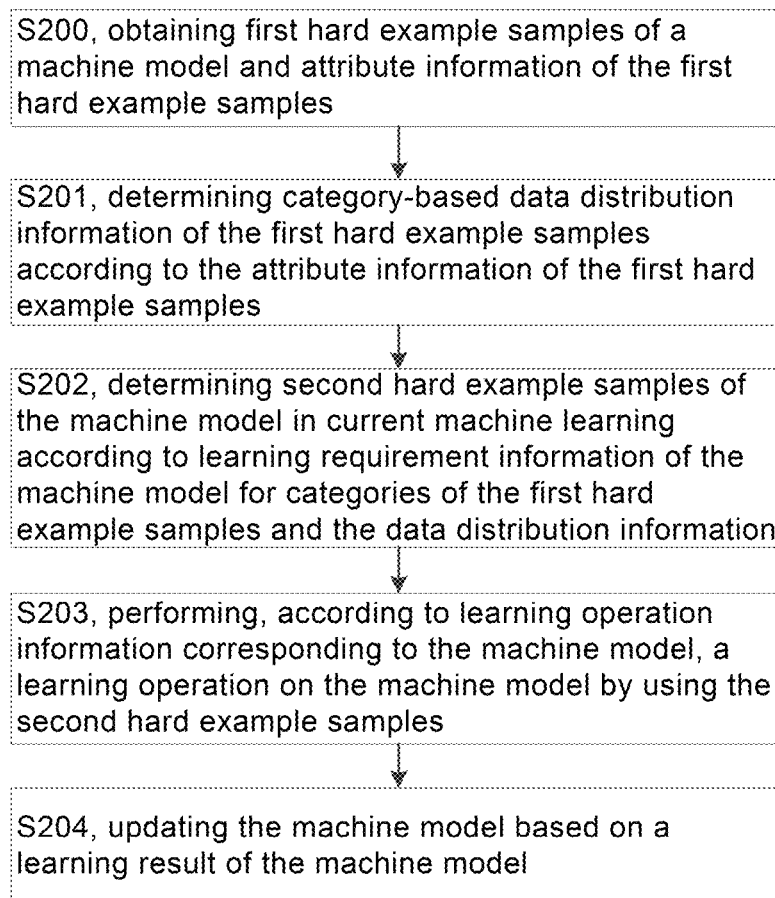 S200, obtaining first hard example samples of a
machine model and attribute information of the first
hard example samples
S201, determining category-based data distribution
information of the first hard example samples
according to the attribute information of the first hard
example samples
S202, determining second hard example samples of
the machine model in current machine learning
according to learning requirement information of the
machine model for categories of the first hard
example samples and the data distribution information
S203, performing, according to learning operation
information corresponding to the machine model, a
learning operation on the machine model by using the
second hard example samples
S204, updating the machine model based on a
learning result of the machine model